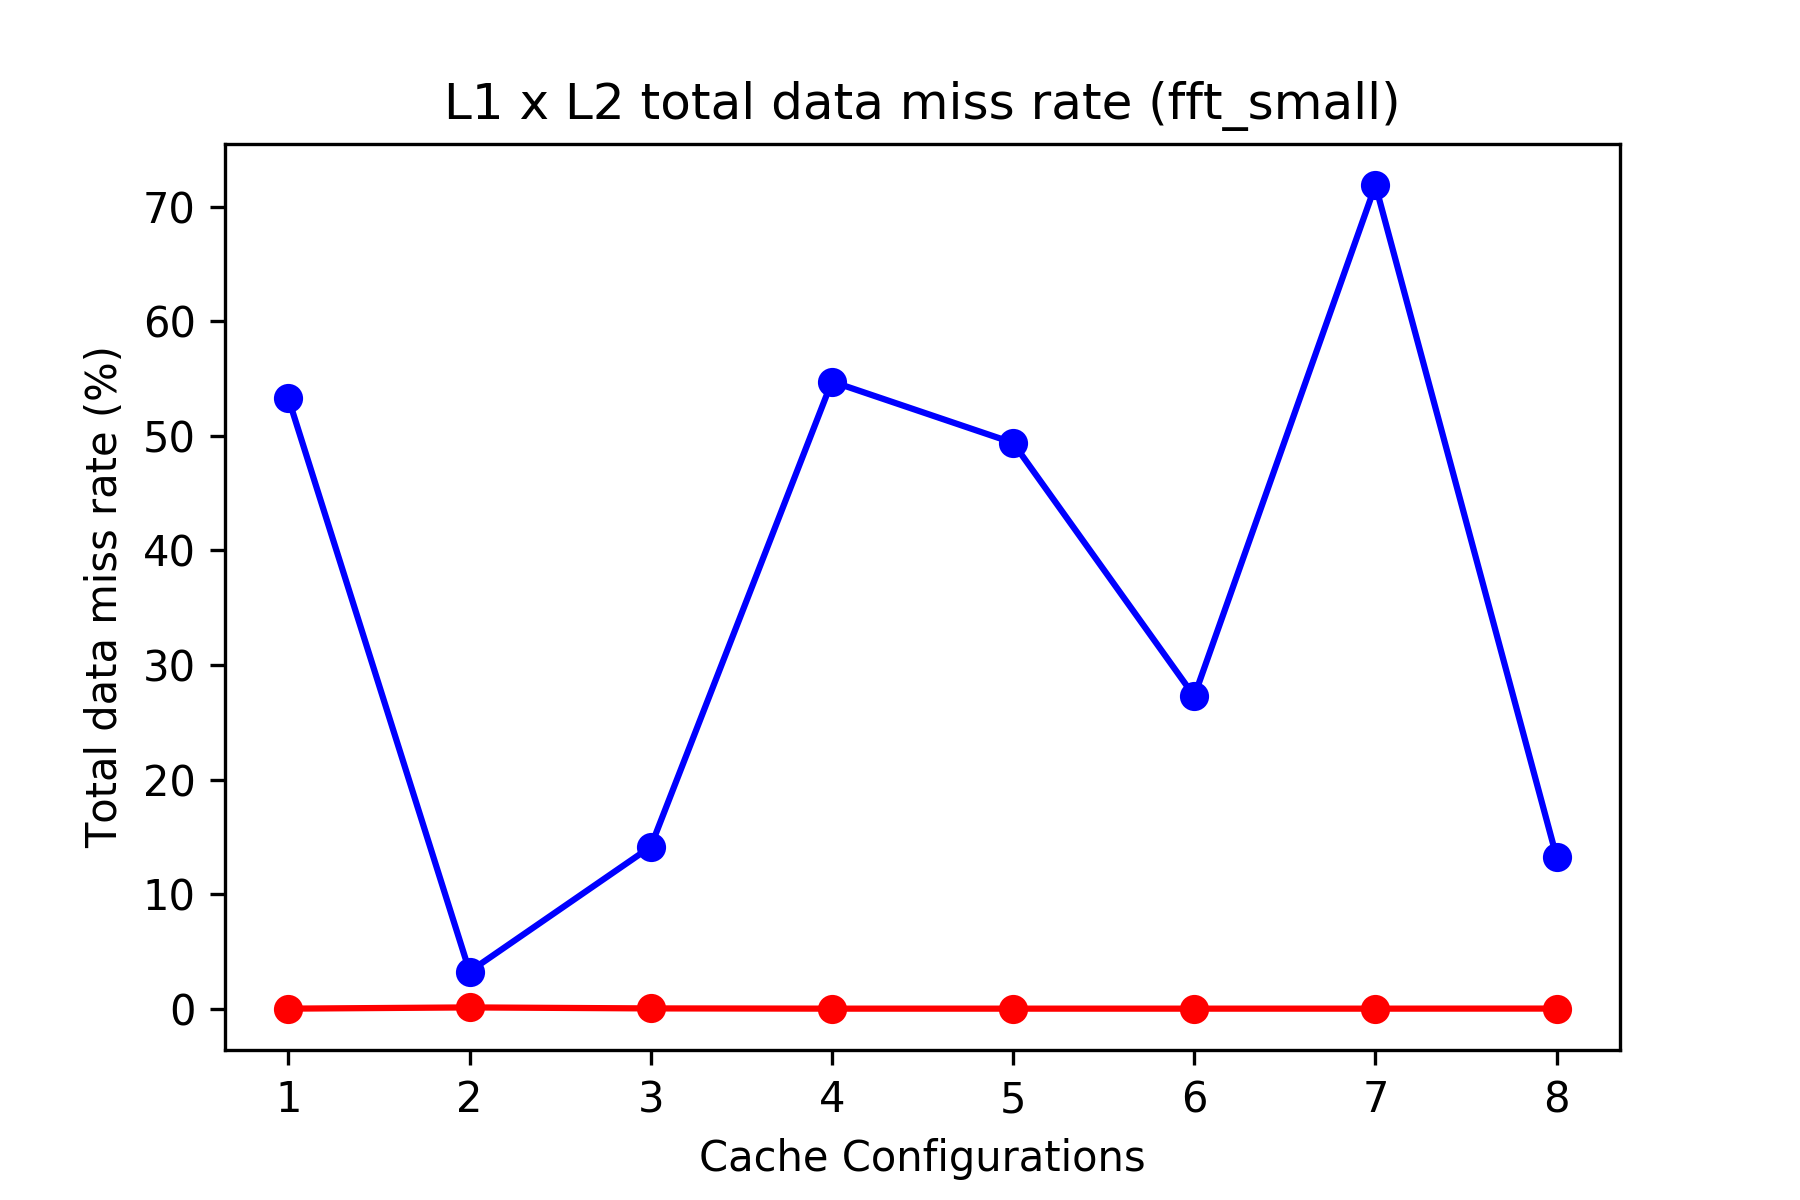 L1 x L2 total data miss rate (fft_small)
Total data miss rate (%)
70
60
50
40
30
20
10
0
1 2 3 4 5 6 7 8
Cache Configurations